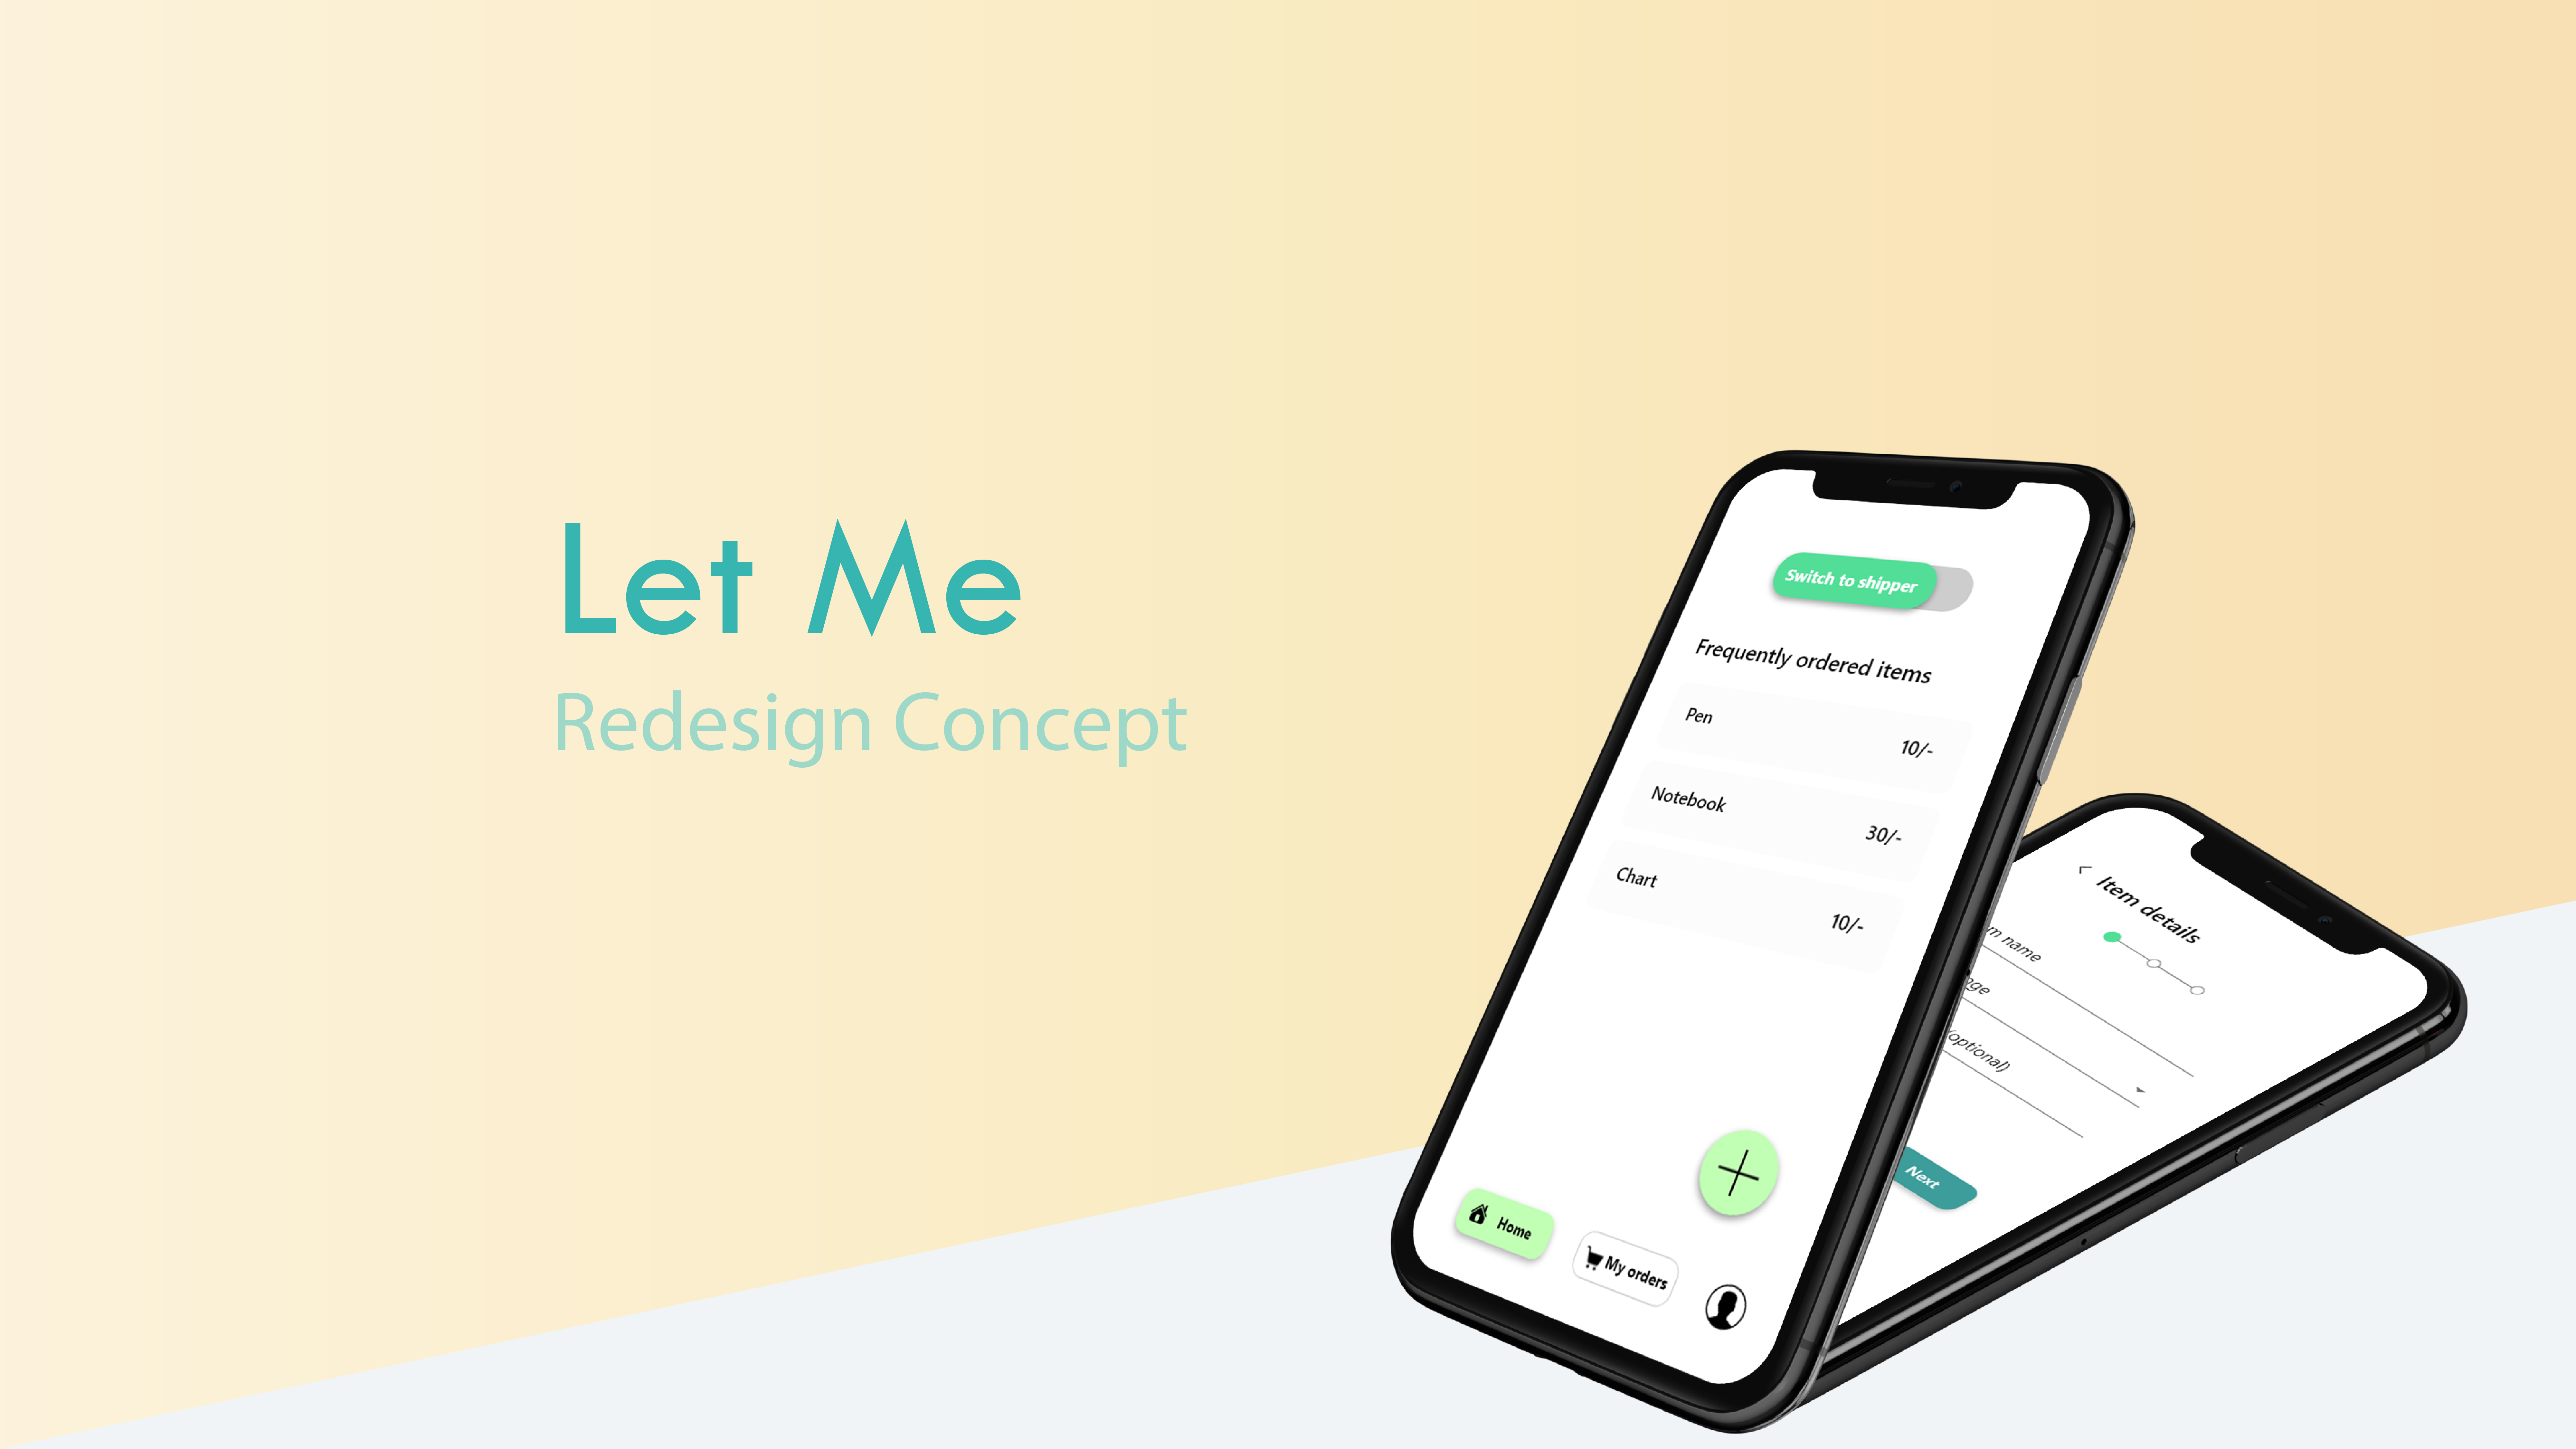 Let Me
Redesign Concept
Switch to shipper
Frequently ordered items
Pen
10/-
Notebook
30/-
Chart
10/-
Home
My orders
Item details
name
(optional)
Next